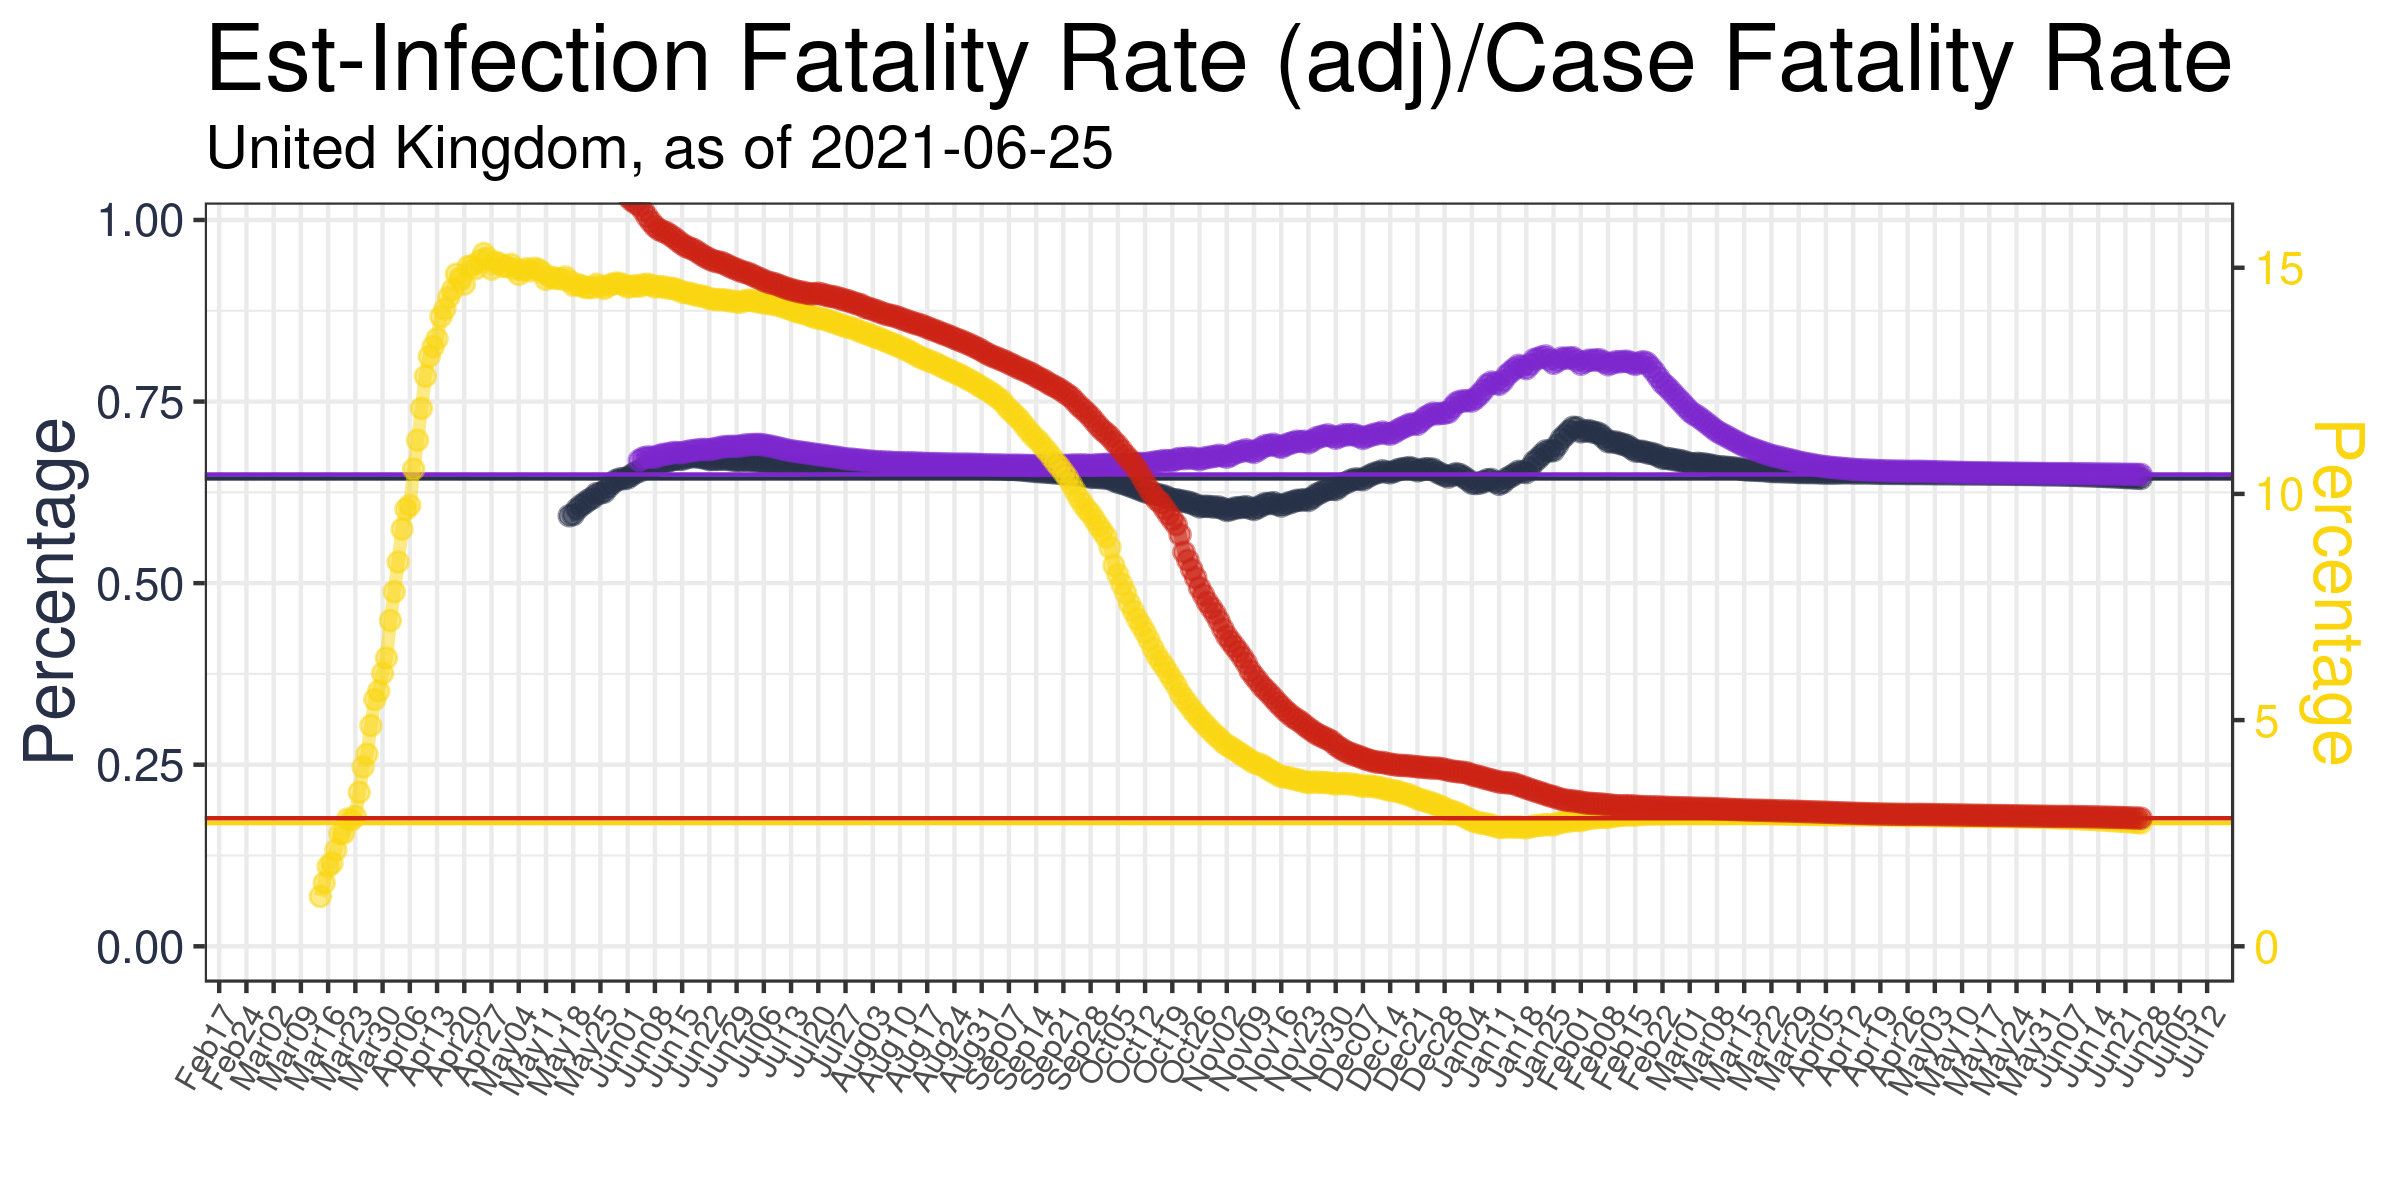 Est-Infection Fatality Rate (adj)/Case Fatality Rate
United Kingdom, as of 2021-06-25
Percentage
1.00
0.75
0.50
0.25
0.00
15
10
5
0
Percentage
Feb17
Feb24
Mar02
Mar09
Mar16
Mar23
Mar30
Apr06
Apr13
Apr20
Apr27
May04
May11
May18
May25
Jun01
Jun08
Jun15
Jun22
Jun29
Jul06
Jul13
Jul20
Jul27
Aug03
Aug10
Aug17
Aug24
Aug31
Sep07
Sep14
Sep21
Sep28
Oct05
Oct12
Oct19
Oct26
Nov02
Nov09
Nov16
Nov23
Nov30
Dec07
Dec14
Dec21
Dec28
Jan04
Jan11
Jan18
Jan25
Feb01
Feb08
Feb15
Feb22
Mar01
Mar08
Mar15
Mar22
Mar29
Apr05
Apr12
Apr19
Apr26
May03
May10
May17
May24
May31
Jun07
Jun14
Jun21
Jun28
Jul05
Jul12